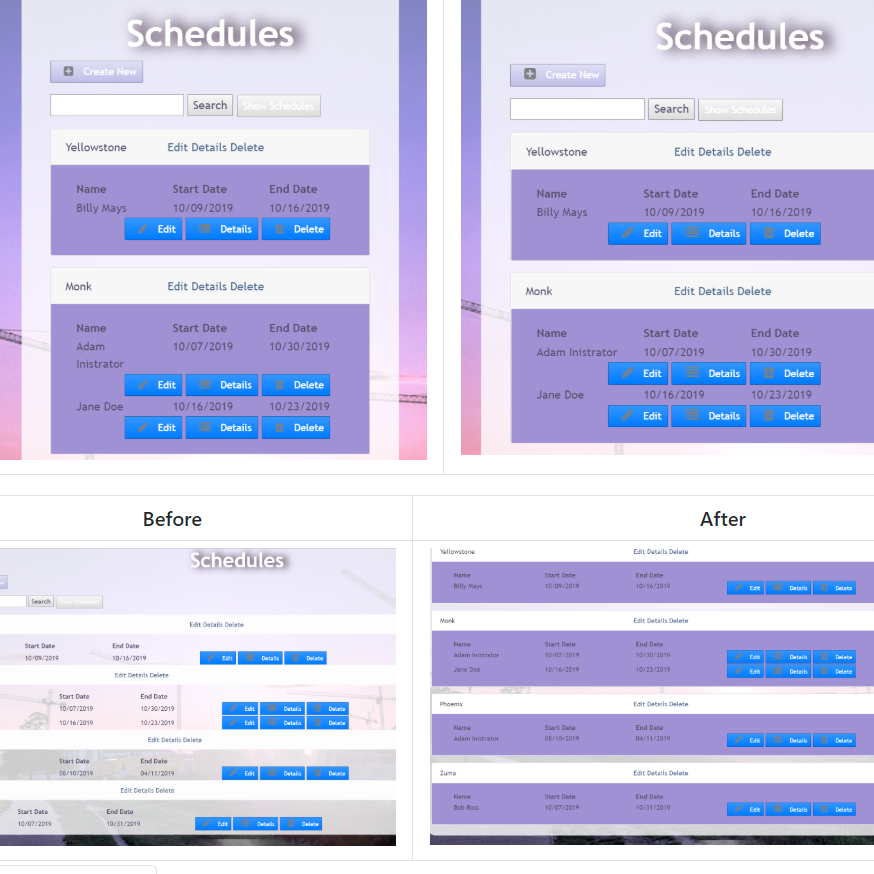 Schedules
Create New
Search Show Schedules
Yellowstone Edit Details Delete
Name Start Date End Date
Billy Mays 10/09/2019 10/16/2019
Edit Details Delete
Monk Edit Details Delete
Name Start Date End Date
Adam 10/07/2019 10/30/2019
Inistrator
Edit Details Delete
Jane Doe 10/16/2019 10/23/2019
Edit Details Delete
Schedules
Create New
Search Show Schedules
Yellowstone Edit Details Delete
Name Start Date End Date
Billy Mays 10/09/2019 10/16/2019
Edit Details Delete
Monk Edit Details Delete
Name Start Date End Date
Adam Inistrator 10/07/2019 10/30/2019
Edit Details Delete
Jane Doe 10/16/2019 10/23/2019
Edit Details Delete
Before
Schedules
Search Show Schedules
Edit Details Delete
Start Date End Date
10/09/2019 10/16/2019 Edit Details Delete
Edit Details Delete
Start Date End Date
10/07/2019 10/30/2019 Edit Details Delete
10/16/2019 10/23/2019 Edit Details Delete
Edit Details Delete
Start Date End Date
08/10/2019 04/11/2019 Edit Details Delete
Edit Details Delete
Start Date End Date
10/07/2019 10/31/2019 Edit Details Delete
After
Yellowstone Edit Details Delete
Name Start Date End Date
Billy Mays 10/09/2019 10/16/2019 Edit Details Delete
Monk Edit Details Delete
Name Start Date End Date
Adam Inistrator 10/07/2019 10/30/2019 Edit Details Delete
Jane Doe 10/16/2019 10/23/2019 Edit Details Delete
Phoenix Edit Details Delete
Name Start Date End Date
Adam Inistrator 08/10/2019 04/11/2019 Edit Details Delete
Zuma Edit Details Delete
Name Start Date End Date
Bob Ross 10/07/2019 10/31/2019 Edit Details Delete